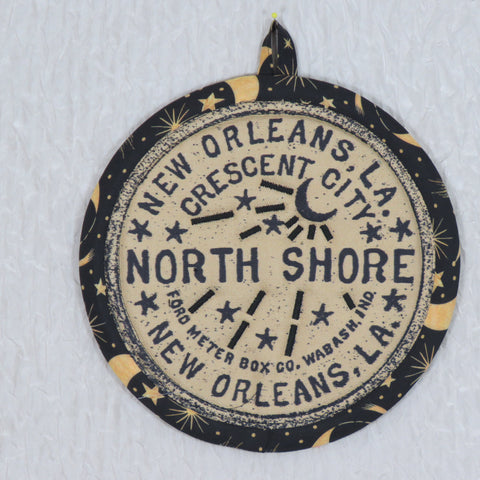 NEW ORLEANS, LA.
CRESCENT CITY
NORTH SHORE
FORD METER BOX CO. WABASH, IND.
NEW ORLEANS, LA.